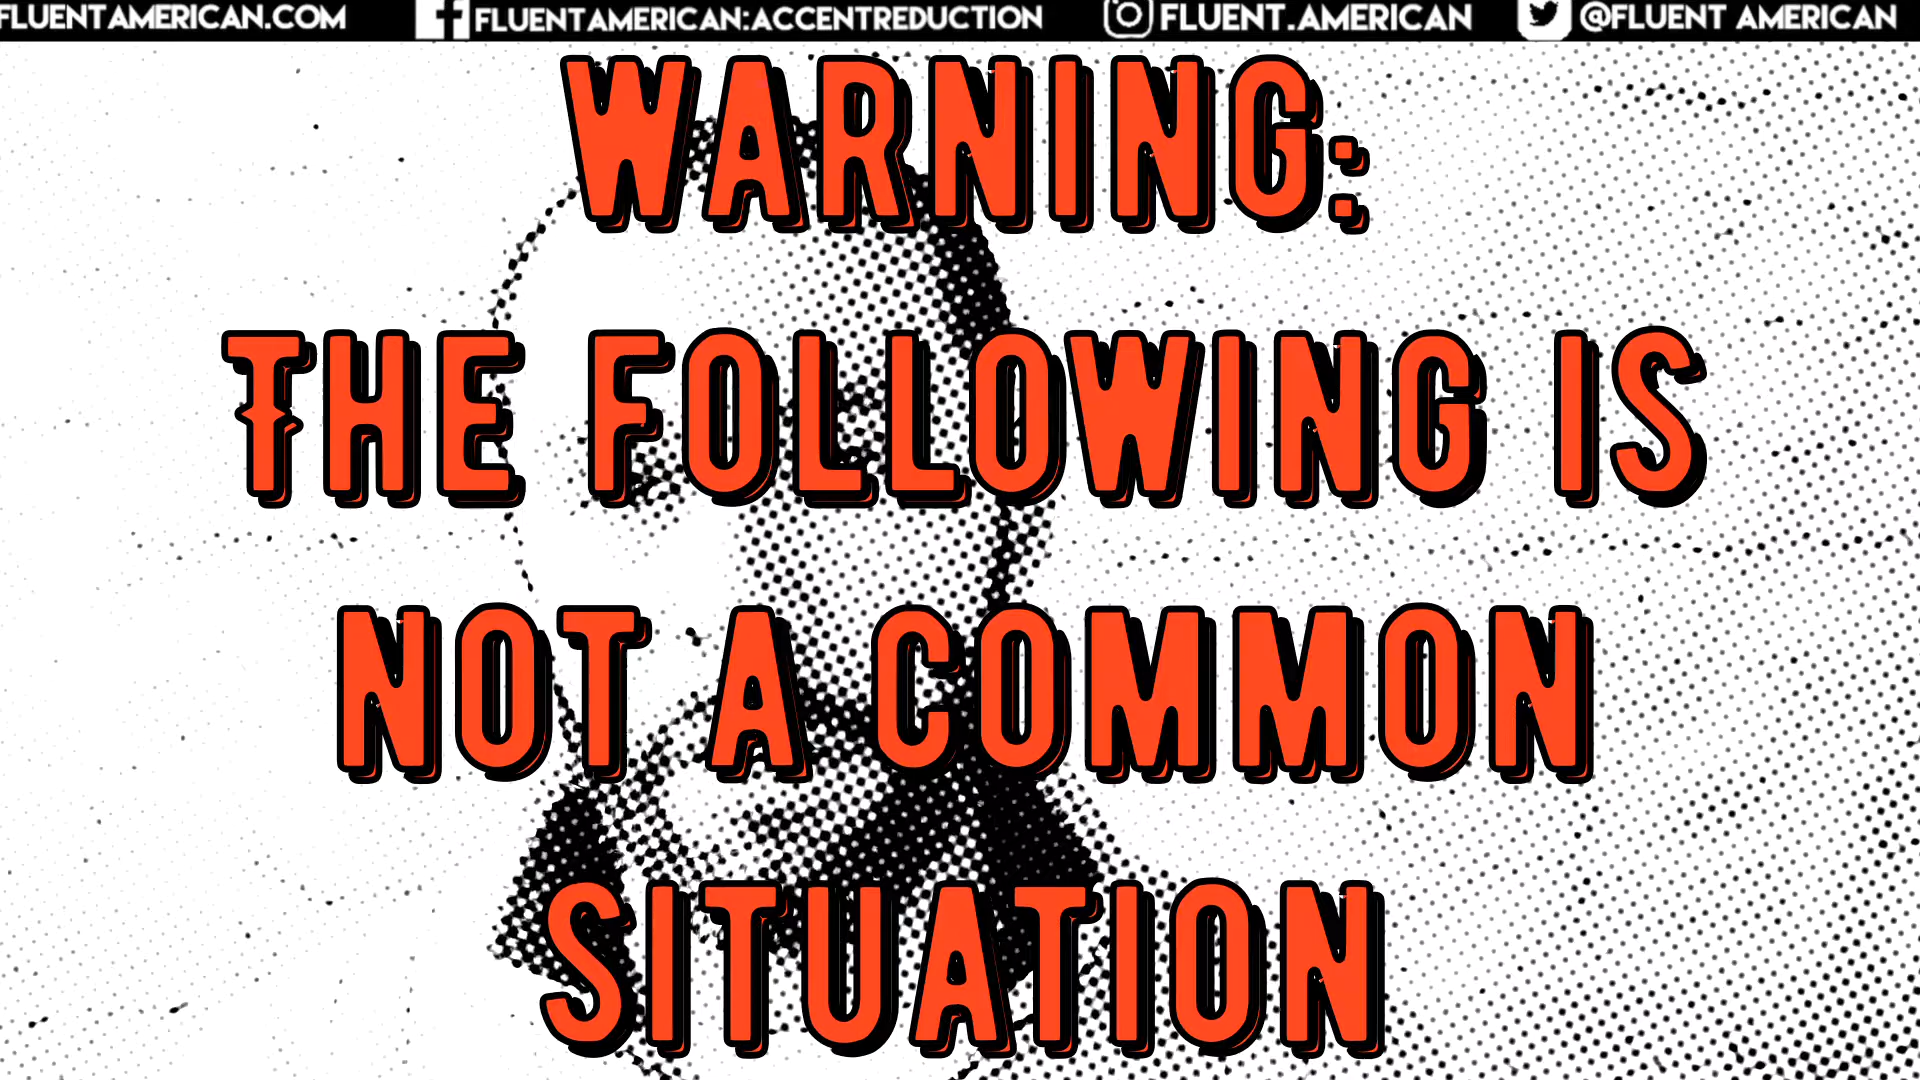 FLUENTAMERICAN.COM FLUENTAMERICAN:ACCENTREDUCTION FLUENT.AMERICAN @FLUENT AMERICAN
WARNING:
THE FOLLOWING IS
NOT A COMMON
SITUATION